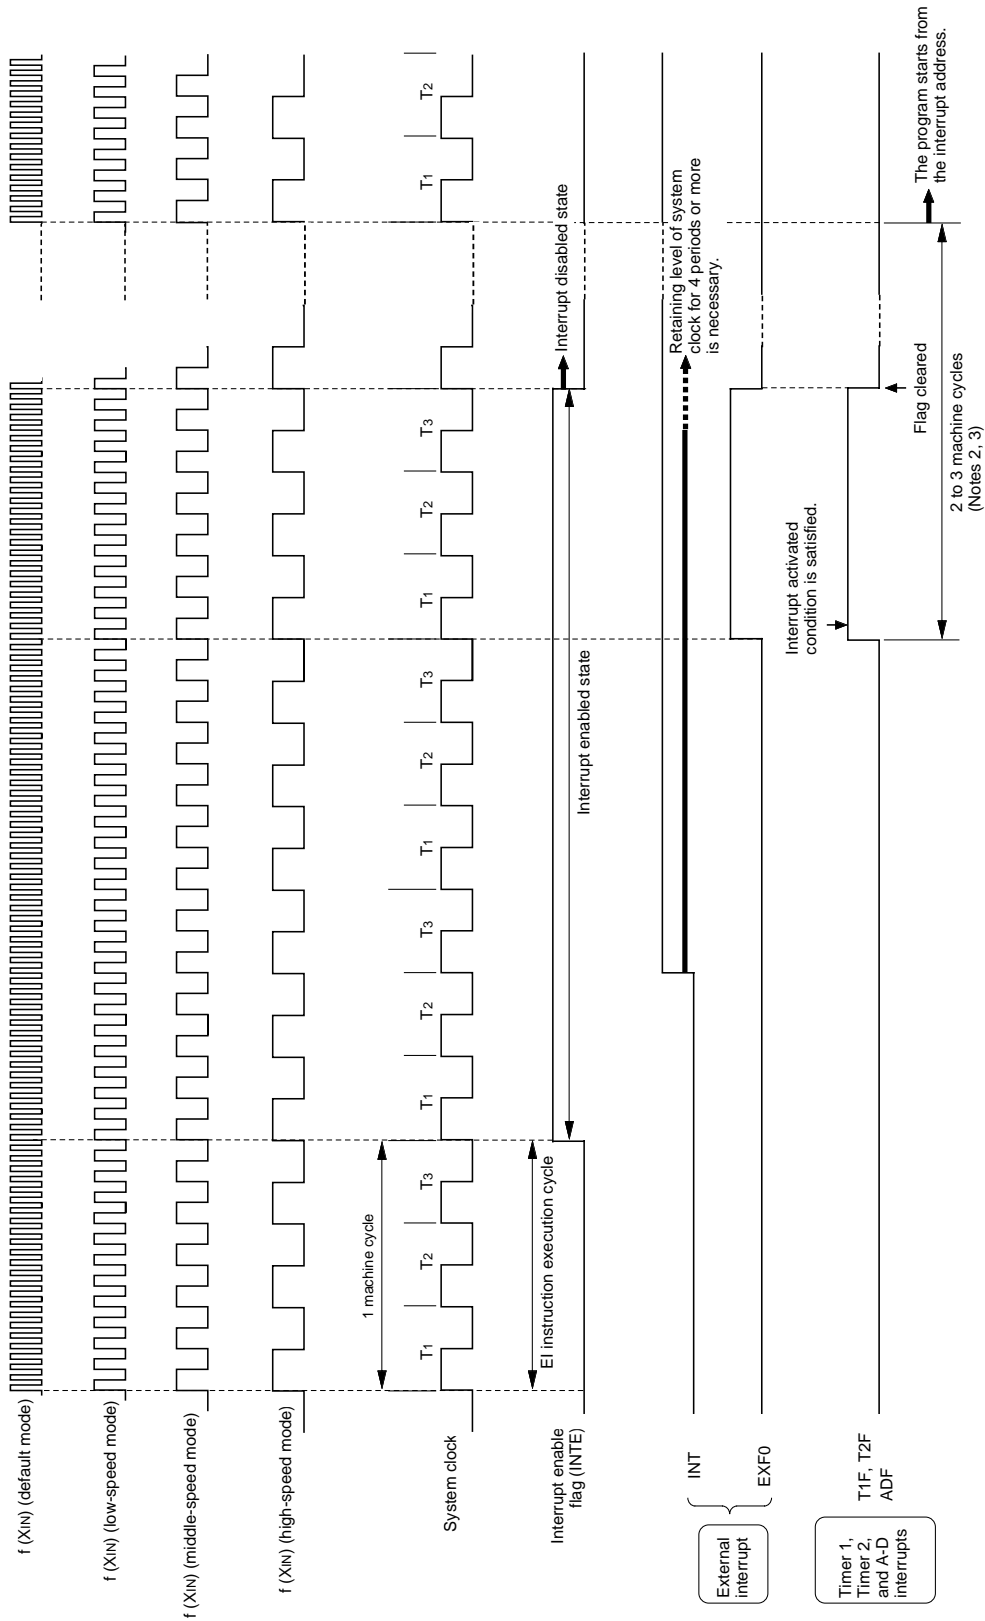 f (XIN) (default mode)
f (XIN) (low-speed mode)
f (XIN) (middle-speed mode)
f (XIN) (high-speed mode)
1 machine cycle
System clock
T1 T2 T3 T1 T2 T3 T1 T2 T3 T1 T2 T3 T1 T2
EI instruction execution cycle
Interrupt enable
flag (INTE)
Interrupt enabled state
Interrupt disabled state
External
interrupt
INT
Retaining level of system
clock for 4 periods or more
is necessary.
EXF0
Timer 1,
Timer 2,
and A-D
interrupts
T1F, T2F
ADF
Interrupt activated
condition is satisfied.
Flag cleared
2 to 3 machine cycles
(Notes 2, 3)
The program starts from
the interrupt address.